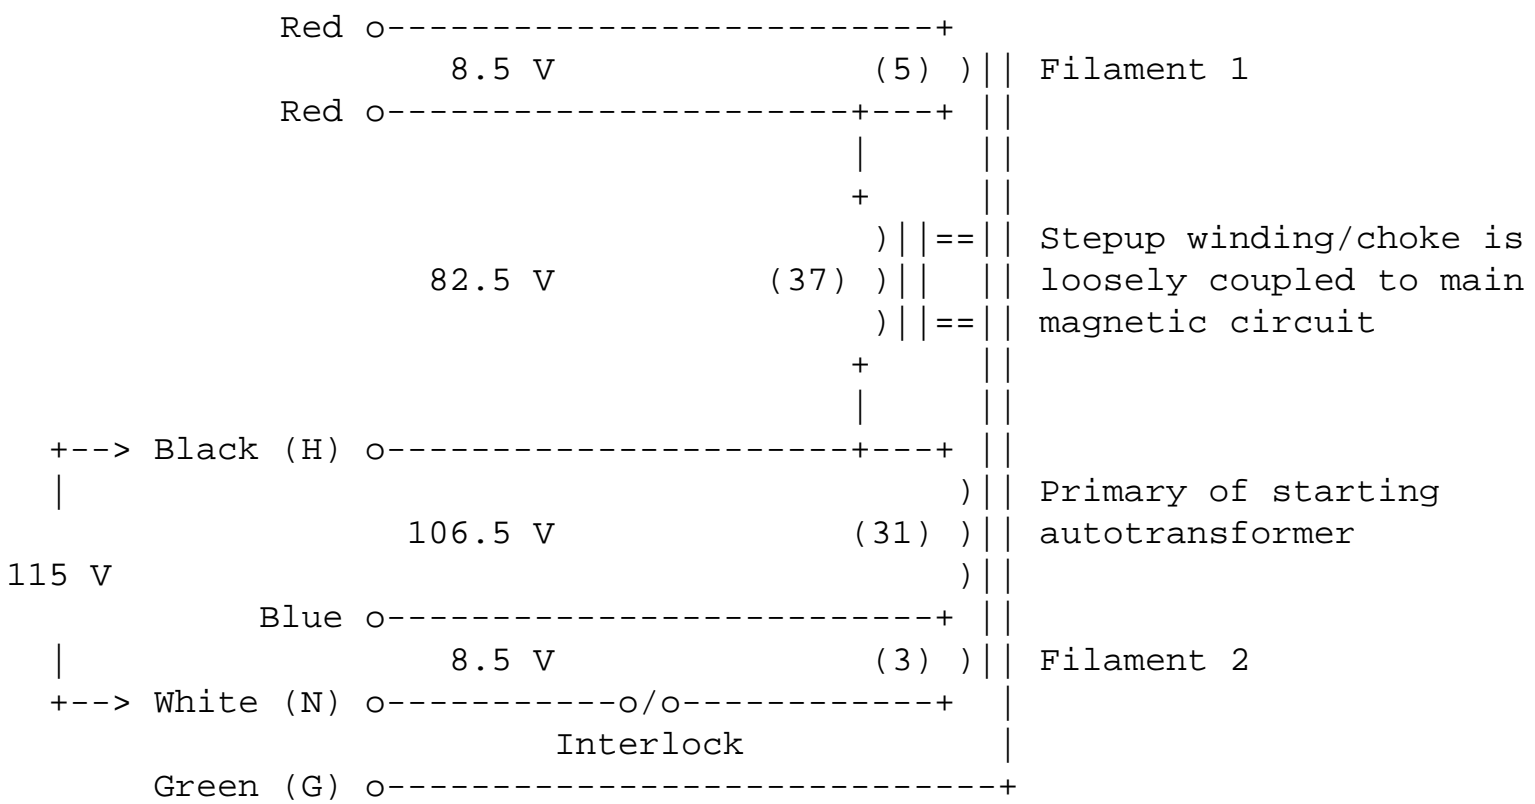 Red o--------------------------+
8.5 V (5) )|| Filament 1
Red o----------------------+---+ ||
| ||
+ ||
)||==|| Stepup winding/choke is
82.5 V (37) )|| || loosely coupled to main
)||==|| magnetic circuit
+ ||
| ||
+--> Black (H) o----------------------+---+ ||
| )|| Primary of starting
106.5 V (31) )|| autotransformer
115 V )||
Blue o--------------------------+ ||
| 8.5 V (3) )|| Filament 2
+--> White (N) o-----------o/o------------+ |
Interlock |
Green (G) o-----------------------------+